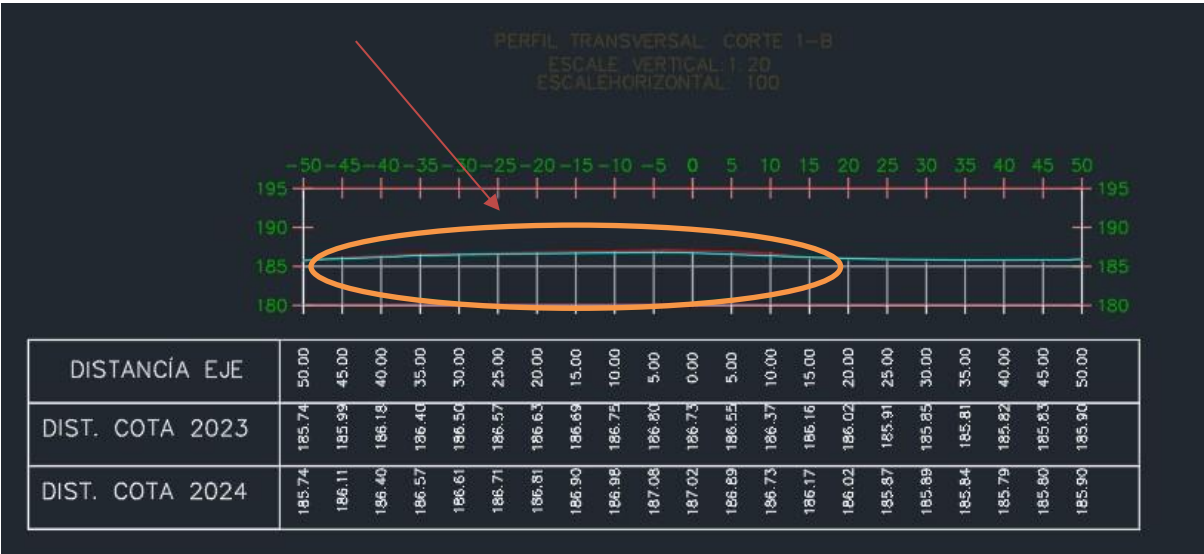 PERFIL TRANSVERSAL: CORTE 1-B
ESCALE VERTICAL:1: 20
ESCALEHORIZONTAL: 100
-50 -45 -40 -35 -30 -25 -20 -15 -10 -5 0 5 10 15 20 25 30 35 40 45 50
195 195
190 190
185 185
180 180
DISTANCÍA EJE 50.00 45.00 40.00 35.00 30.00 25.00 20.00 15.00 10.00 5.00 0.00 5.00 10.00 15.00 20.00 25.00 30.00 35.00 40.00 45.00 50.00
DIST. COTA 2023 185.74 185.99 186.18 186.40 186.50 186.57 186.63 186.69 186.75 186.80 186.73 186.55 186.37 186.16 186.02 185.91 185.85 185.81 185.82 185.83 185.90
DIST. COTA 2024 185.74 186.11 186.40 186.57 186.61 186.71 186.81 186.90 186.98 187.08 187.02 186.89 186.73 186.17 186.02 185.87 185.89 185.84 185.79 185.80 185.90